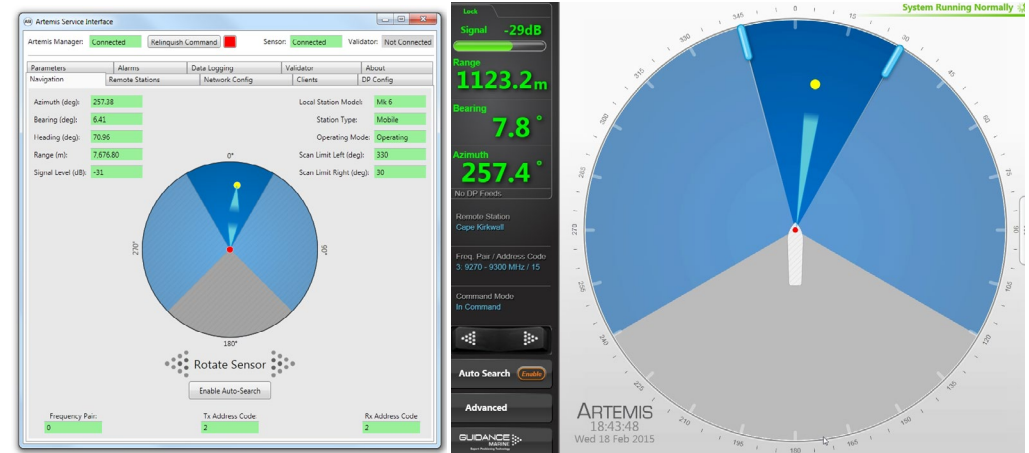 Artemis Service Interface
Artemis Manager: Connected Relinquish Command Sensor: Connected Validator: Not Connected
Parameters Alarms Data Logging Validator About
Navigation Remote Stations Network Config Clients DP Config
Azimuth (deg): 257.38 Local Station Model: Mk 6
Bearing (deg): 6.41 Station Type: Mobile
Heading (deg): 70.96 Operating Mode: Operating
Range (m): 7,676.80 Scan Limit Left (deg): 330
Signal Level (dB): -31 Scan Limit Right (deg): 30
0°
270° 90°
180°
Rotate Sensor
Enable Auto-Search
Frequency Pair: Tx Address Code: Rx Address Code
0 2 2
Lock
Signal -29dB
Range
1123.2m
Bearing
7.8°
Azimuth
257.4°
No DP Feeds
Remote Station
Cape Kirkwall
Freq. Pair / Address Code
3. 9270 - 9300 MHz / 15
Command Mode
In Command
Auto Search Enable
Advanced
GUIDANCE
MARINE
System Running Normally
345 0 15
330 30
315 45
300 60
285
90
105
240 120
225 135
210 150
195 180 165
ARTEMIS
18:43:48
Wed 18 Feb 2015